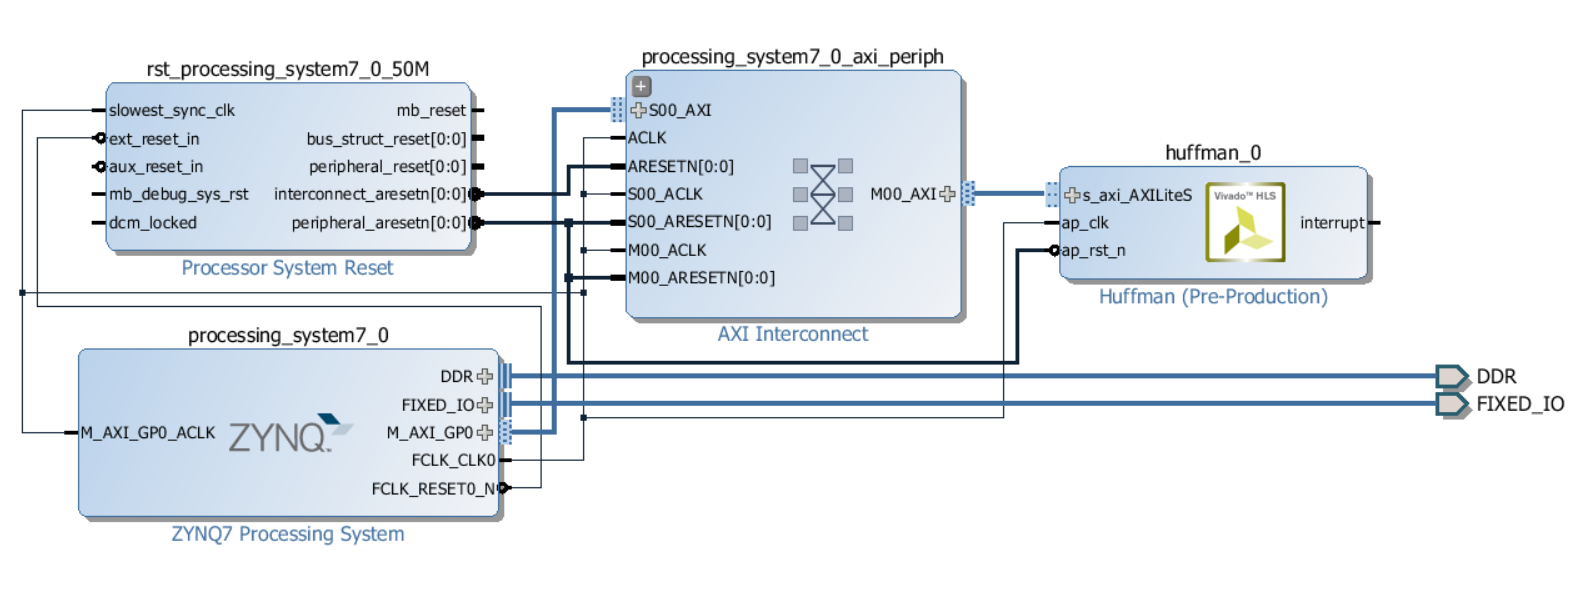 rst_processing_system7_0_50M
slowest_sync_clk
mb_reset
ext_reset_in
bus_struct_reset[0:0]
aux_reset_in
peripheral_reset[0:0]
mb_debug_sys_rst
interconnect_aresetn[0:0]
dcm_locked
peripheral_aresetn[0:0]
Processor System Reset
processing_system7_0_axi_periph
S00_AXI
ACLK
ARESETN[0:0]
S00_ACLK
M00_AXI
S00_ARESETN[0:0]
M00_ACLK
M00_ARESETN[0:0]
AXI Interconnect
huffman_0
s_axi_AXILiteS
Vivado™ HLS
ap_clk
interrupt
ap_rst_n
Huffman (Pre-Production)
processing_system7_0
DDR
FIXED_IO
M_AXI_GP0_ACLK
ZYNQ
M_AXI_GP0
FCLK_CLK0
FCLK_RESET0_N
ZYNQ7 Processing System
DDR
FIXED_IO